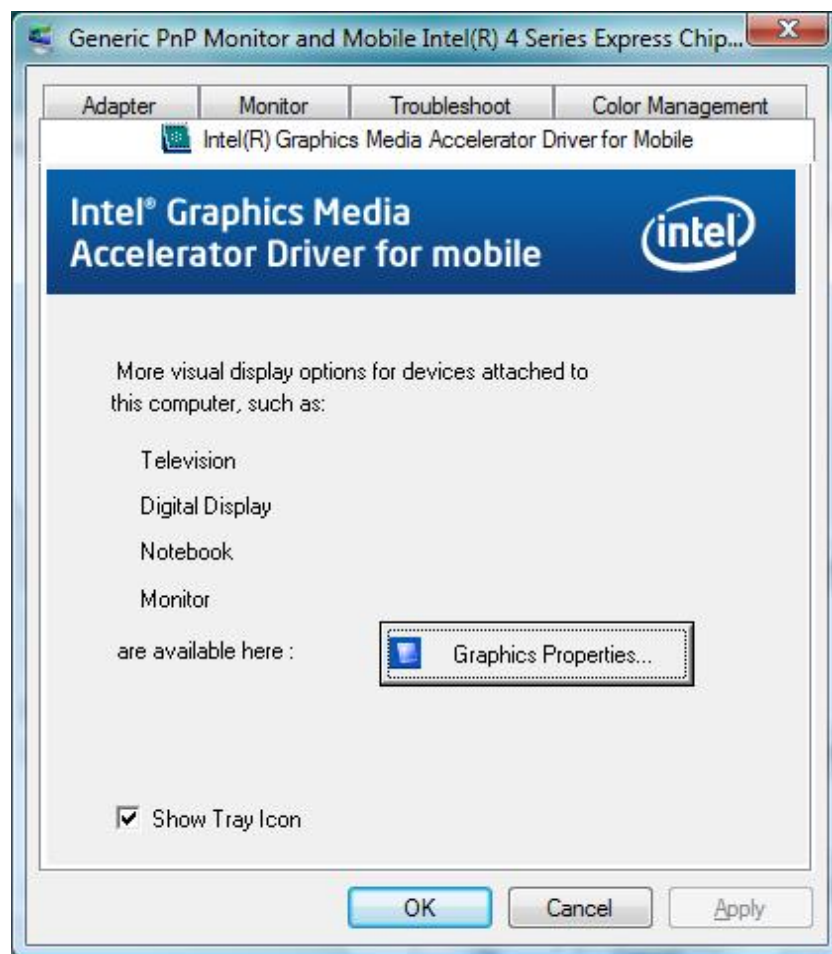 Generic PnP Monitor and Mobile Intel(R) 4 Series Express Chip...
Adapter
Monitor
Troubleshoot
Color Management
Intel(R) Graphics Media Accelerator Driver for Mobile
Intel® Graphics Media
Accelerator Driver for mobile
intel
More visual display options for devices attached to
this computer, such as:
Television
Digital Display
Notebook
Monitor
are available here :
Graphics Properties...
Show Tray Icon
OK
Cancel
Apply